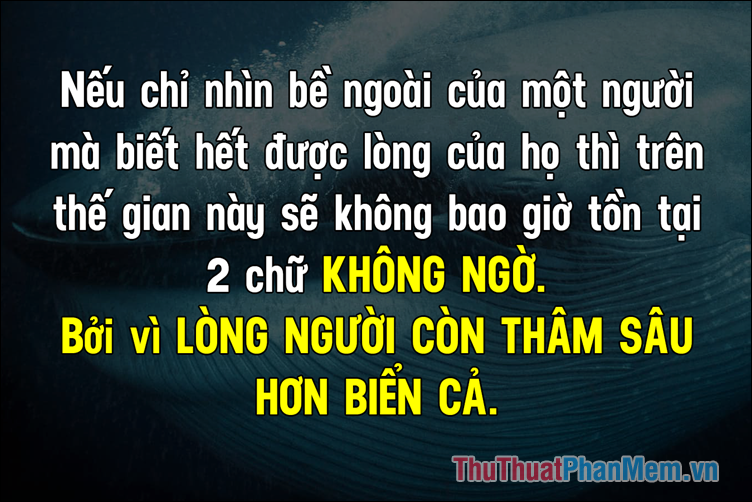 Nếu chỉ nhìn bề ngoài của một người
mà biết hết được lòng của họ thì trên
thế gian này sẽ không bao giờ tồn tại
2 chữ KHÔNG NGỜ.
Bởi vì LÒNG NGƯỜI CÒN THÂM SÂU
HƠN BIỂN CẢ.
ThuThuatPhanMem.vn